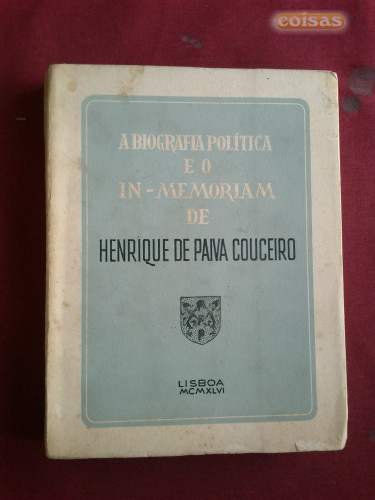 coisas
A BIOGRAFIA POLÍTICA
E O
IN-MEMORIAM
DE
HENRIQUE DE PAIVA COUCEIRO
LISBOA
MCMXLVI